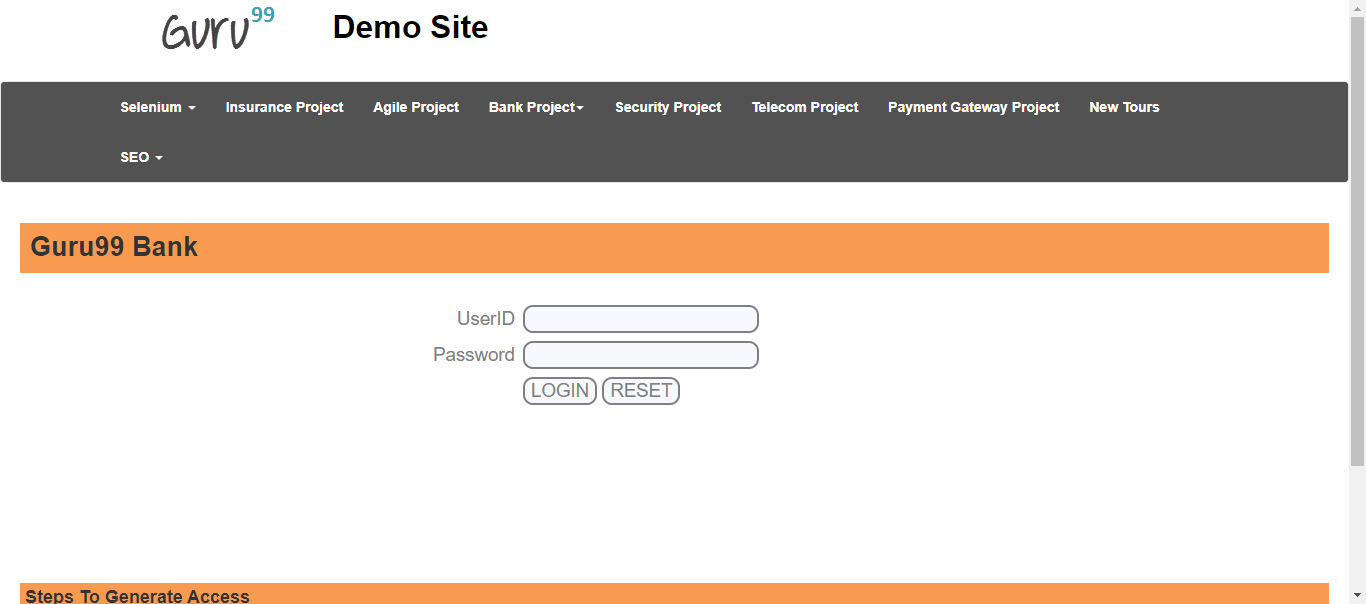 Guru99
Demo Site
Selenium Insurance Project Agile Project Bank Project Security Project Telecom Project Payment Gateway Project New Tours
SEO
Guru99 Bank
UserID
Password
LOGIN RESET
Steps To Generate Access